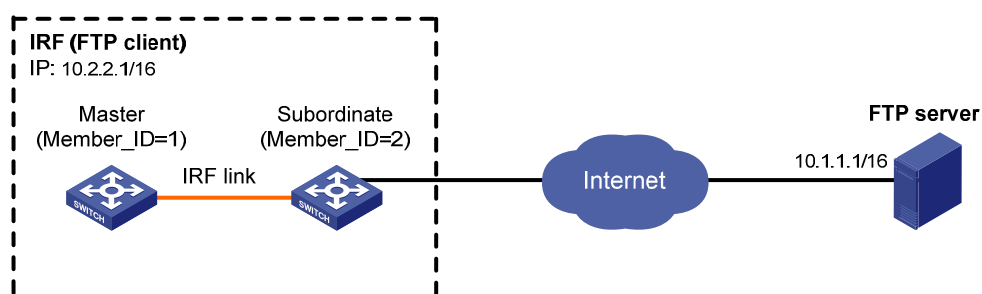 IRF (FTP client)
IP: 10.2.2.1/16
Master
(Member_ID=1)
Subordinate
(Member_ID=2)
IRF link
SWITCH
SWITCH
Internet
FTP server
10.1.1.1/16